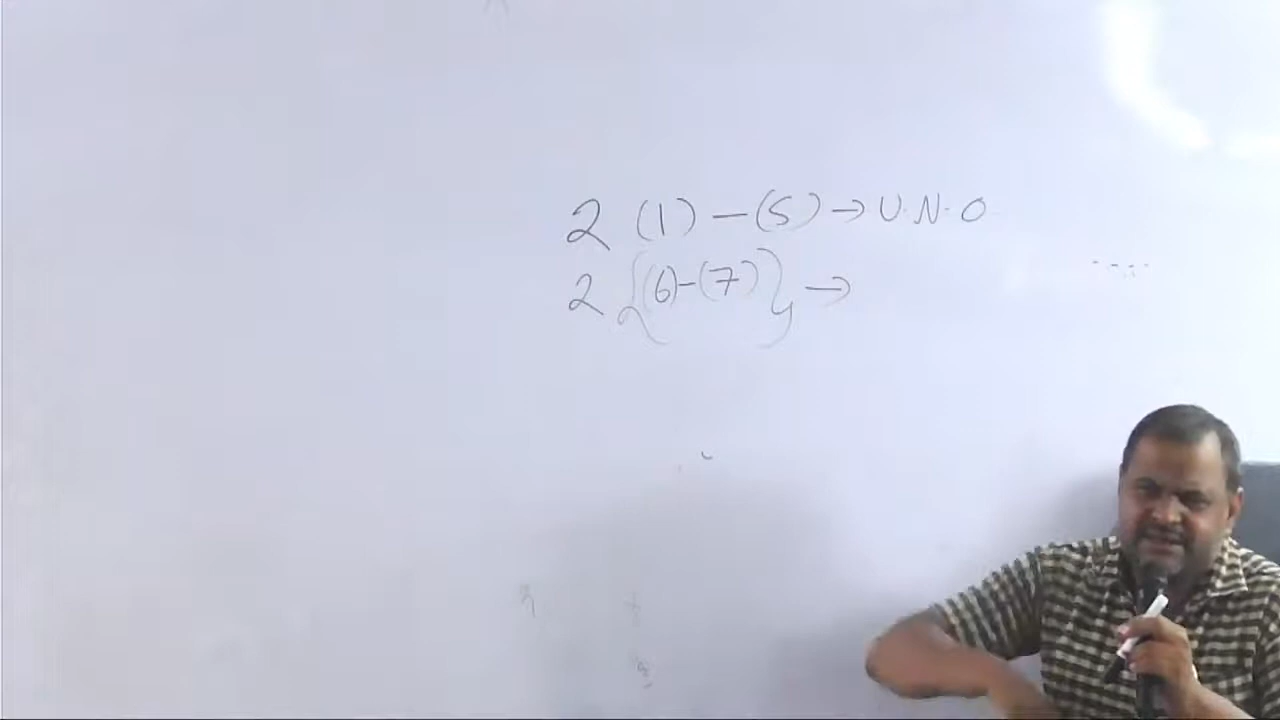 2 (1) - (5) → U.N.O
2 {(6)-(7)} →